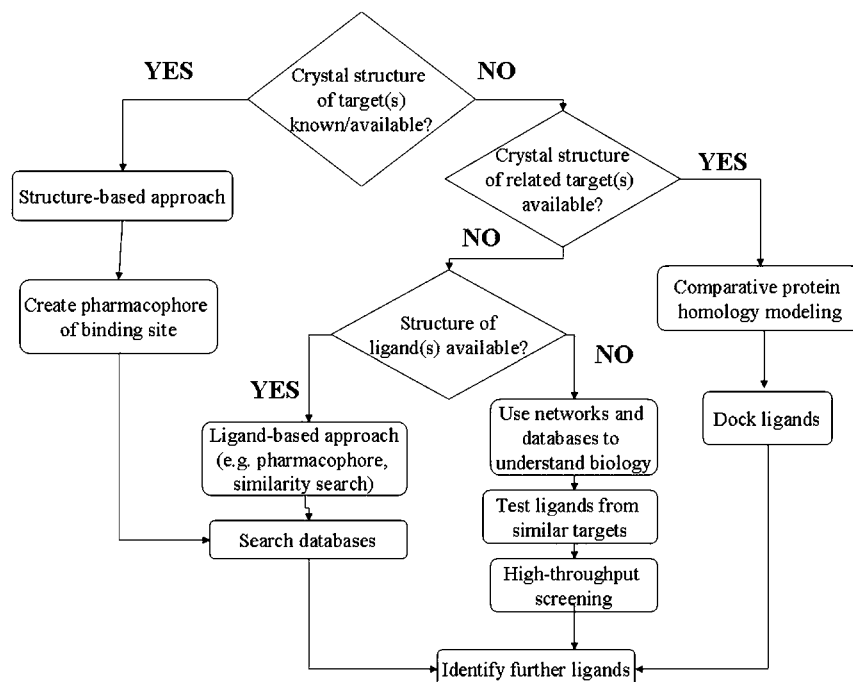 YES
Crystal structure
of target(s)
known/available?
NO
Crystal structure
of related target(s)
available?
YES
Structure-based approach
NO
Create pharmacophore
of binding site
Comparative protein
homology modeling
Structure of
ligand(s) available?
NO
YES
Dock ligands
Ligand-based approach
(e.g. pharmacophore,
similarity search)
Use networks and
databases to
understand biology
Test ligands from
similar targets
Search databases
High-throughput
screening
Identify further ligands